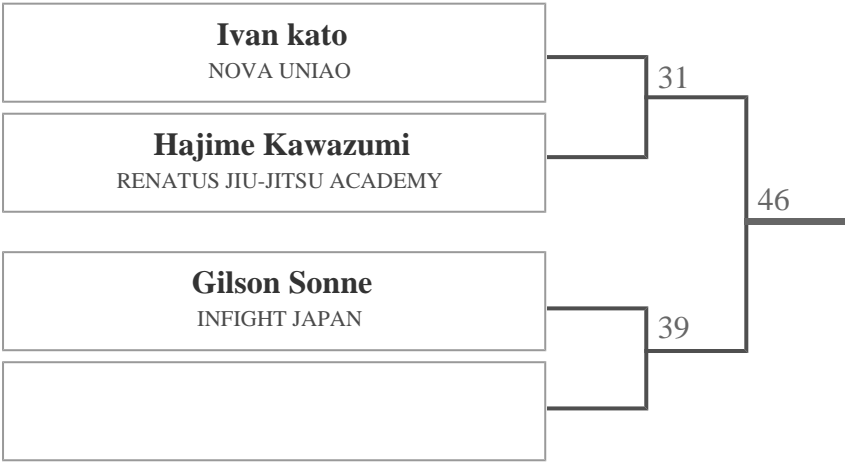 Ivan kato
NOVA UNIAO
31
Hajime Kawazumi
RENATUS JIU-JITSU ACADEMY
46
Gilson Sonne
INFIGHT JAPAN
39